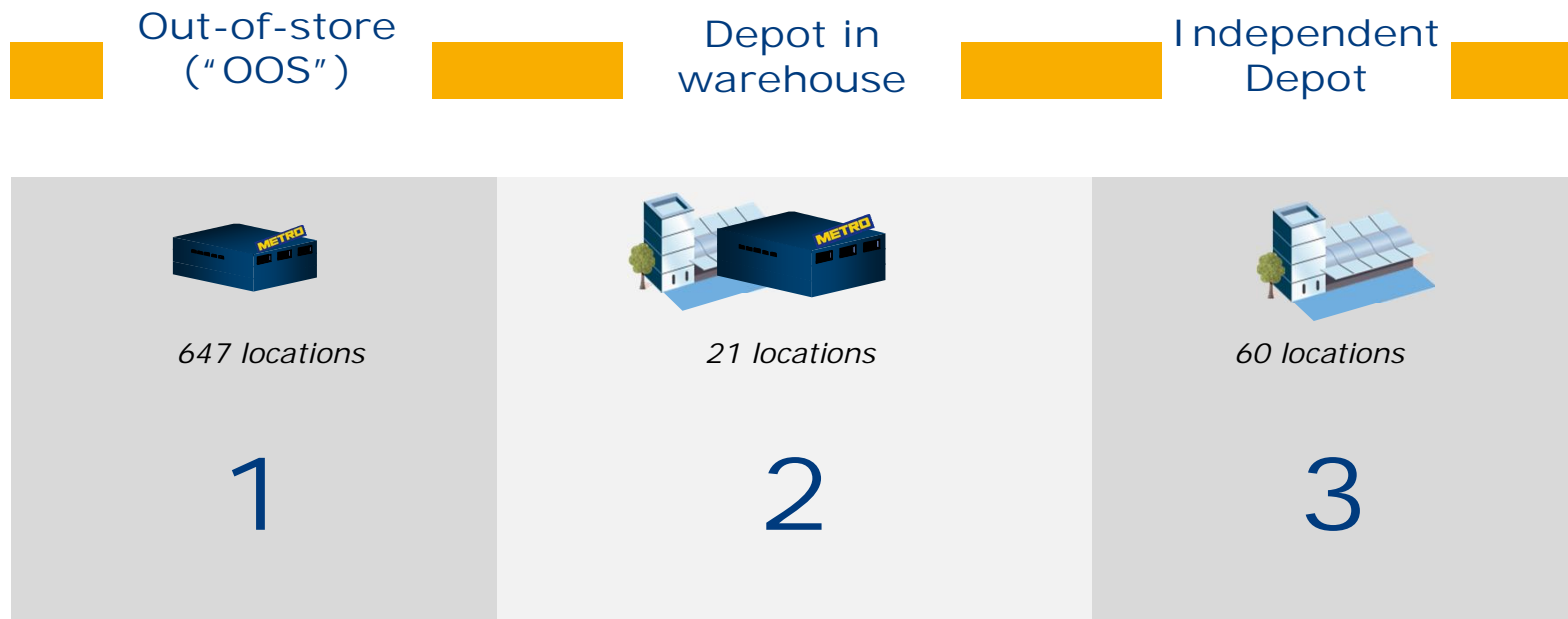 Out-of-store
("OOS")
Depot in
warehouse
Independent
Depot
METRO
METRO
647 locations
21 locations
60 locations
1
2
3